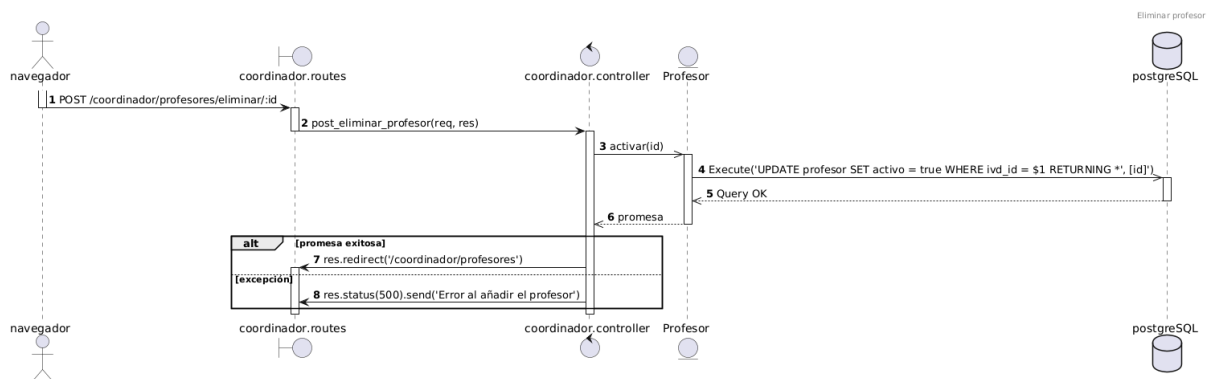 Eliminar profesor
navegador
coordinador.routes
coordinador.controller
Profesor
postgreSQL
1 POST /coordinador/profesores/eliminar/:id
2 post_eliminar_profesor(req, res)
3 activar(id)
4 Execute('UPDATE profesor SET activo = true WHERE ivd_id = $1 RETURNING *', [id]')
5 Query OK
6 promesa
alt [promesa exitosa]
7 res.redirect('/coordinador/profesores')
[excepción]
8 res.status(500).send('Error al añadir el profesor')
navegador
coordinador.routes
coordinador.controller
Profesor
postgreSQL